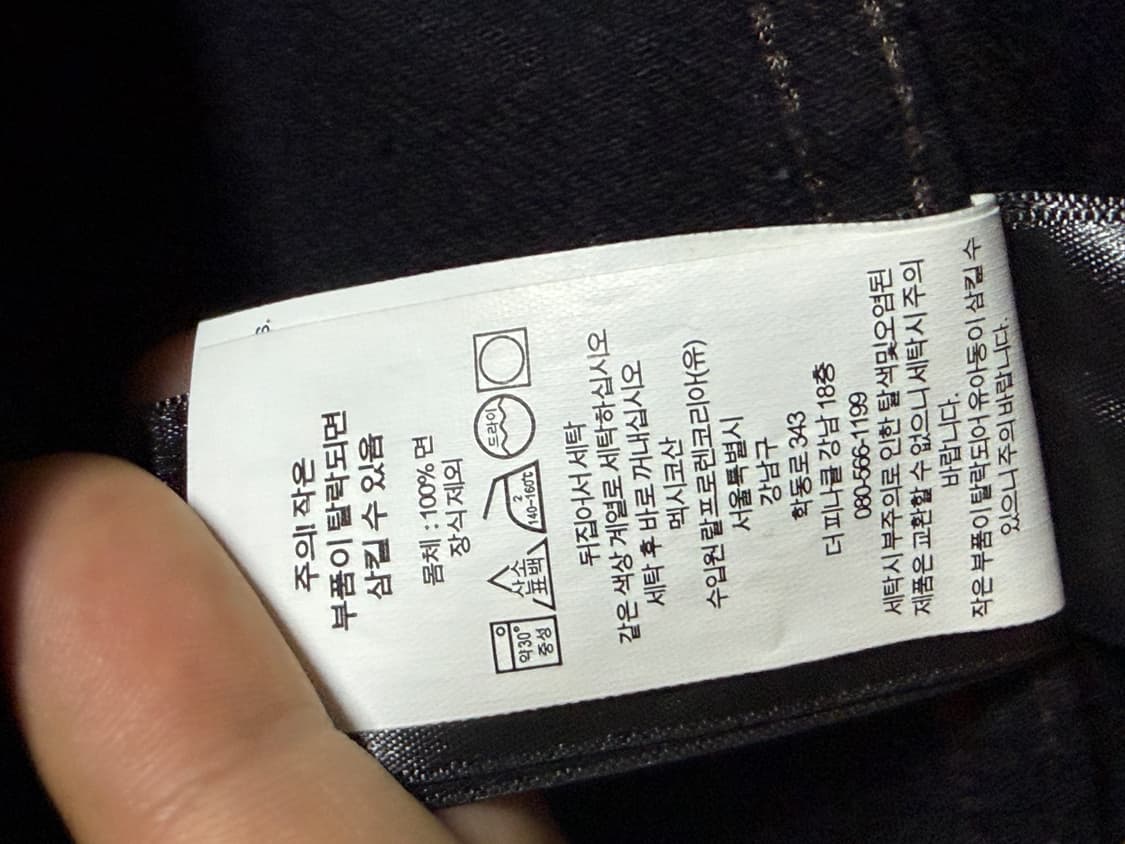 s.
주의! 작은
부품이 탈락되면
삼킬 수 있음
몸체 : 100% 면
장식 제외
약30°
중성
산소
표백
2
140~160℃
드라이
뒤집어서 세탁
같은 색상 계열로 세탁하십시오
세탁 후 바로 꺼내십시오
멕시코산
수입원 랄프로렌코리아(유)
서울특별시
강남구
학동로 343
더 피나클 강남 18층
080-566-1199
세탁시 부주의로 인한 탈색및오염된
제품은 교환할 수 없으니 세탁시 주의
바랍니다.
작은 부품이 탈락되어 유아동이 삼킬 수
있으니 주의 바랍니다.